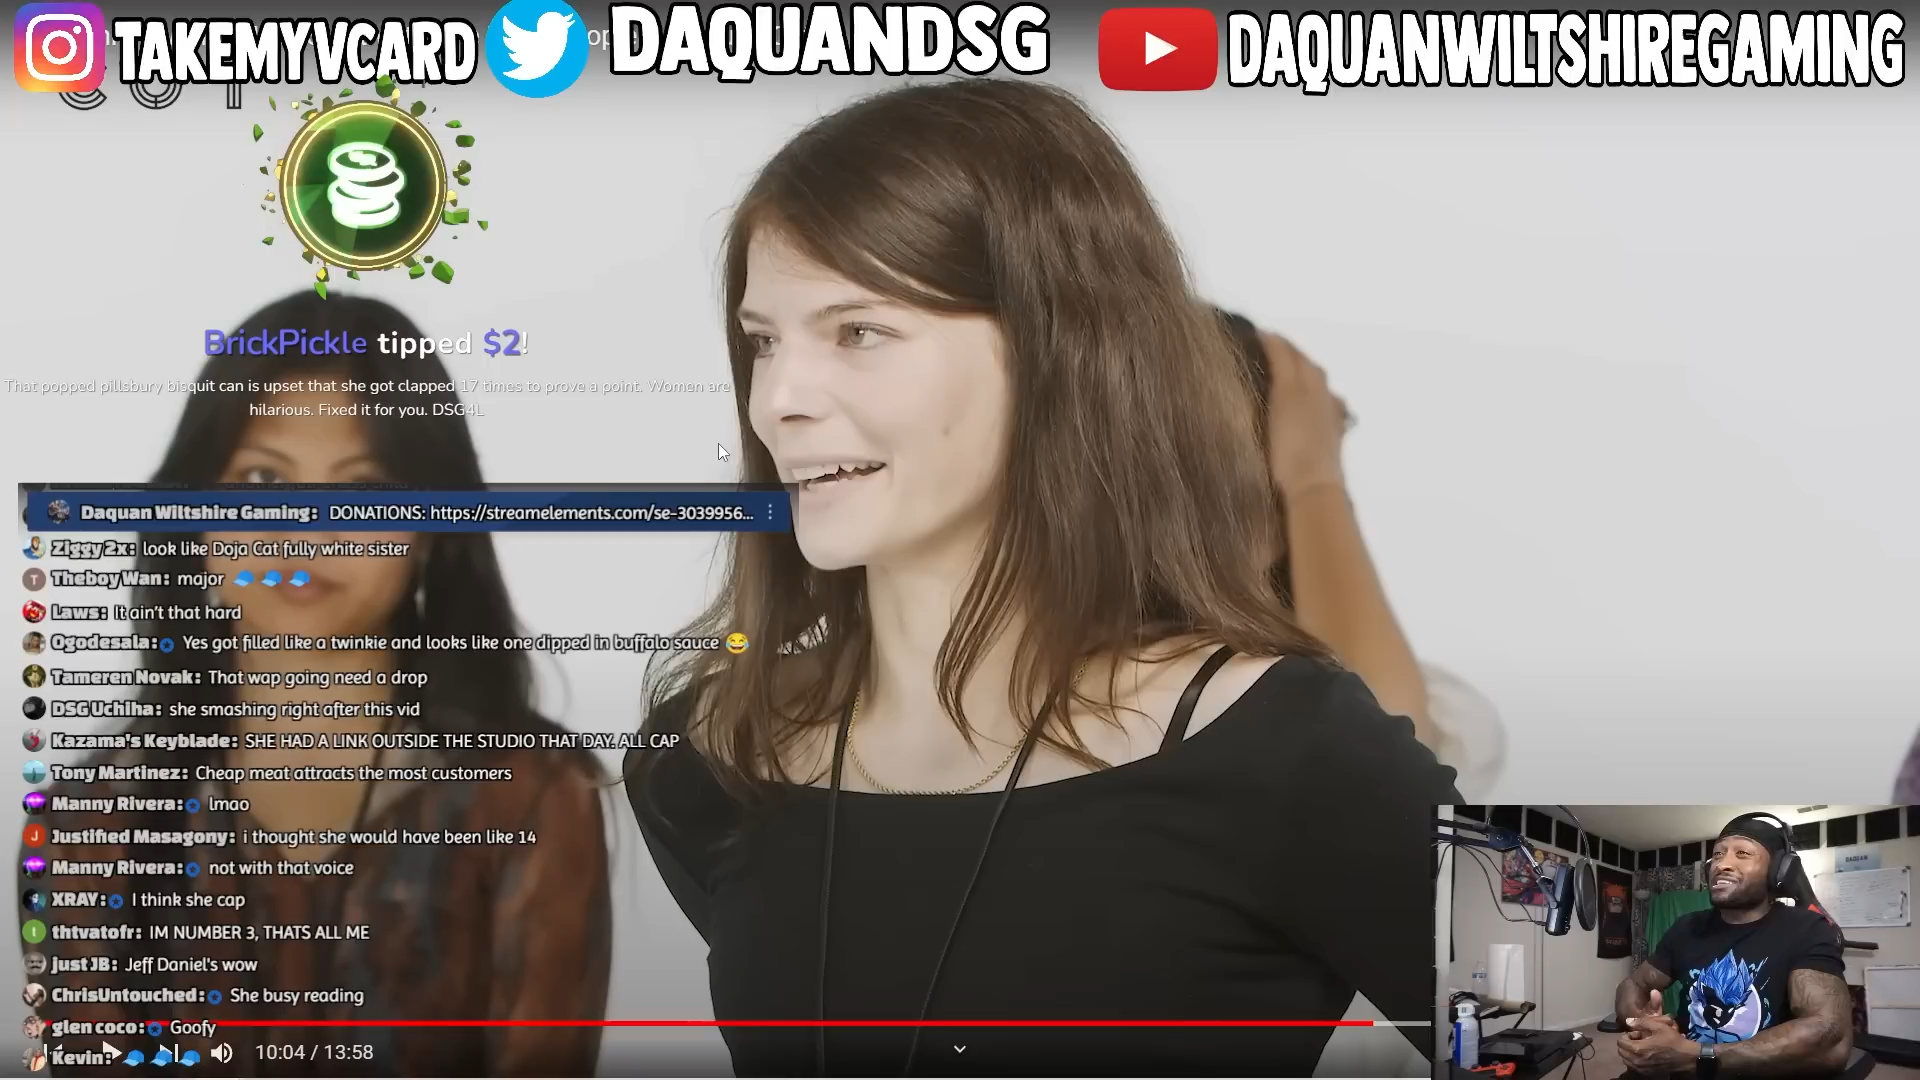 TAKEMYVCARD
DAQUANDSG
DAQUANWILTSHIREGAMING
CUT
BrickPickle tipped $2!
That popped pillsbury bisquit can is upset that she got clapped 17 times to prove a point. Women are
hilarious. Fixed it for you. DSG4L
Daquan Wiltshire Gaming: DONATIONS: https://streamelements.com/se-3039956...
Ziggy 2x: look like Doja Cat fully white sister
T TheboyWan: major
Laws: It ain't that hard
Ogodesala: Yes got filled like a twinkie and looks like one dipped in buffalo sauce 😂
Tameren Novak: That wap going need a drop
DSG Uchiha: she smashing right after this vid
Kazama's Keyblade: SHE HAD A LINK OUTSIDE THE STUDIO THAT DAY. ALL CAP
Tony Martinez: Cheap meat attracts the most customers
Manny Rivera: lmao
J Justified Masagony: i thought she would have been like 14
Manny Rivera: not with that voice
XRAY: I think she cap
t thtvatofr: IM NUMBER 3, THATS ALL ME
just JB: Jeff Daniel's wow
ChrisUntouched: She busy reading
glen coco: Goofy
Kevin:
10:04 / 13:58
DAQUAN